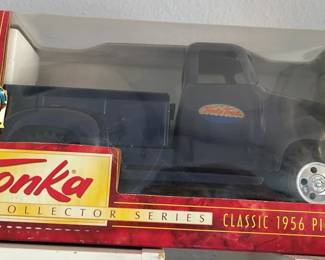 onka
COLLECTOR SERIES
CLASSIC 1956 PI